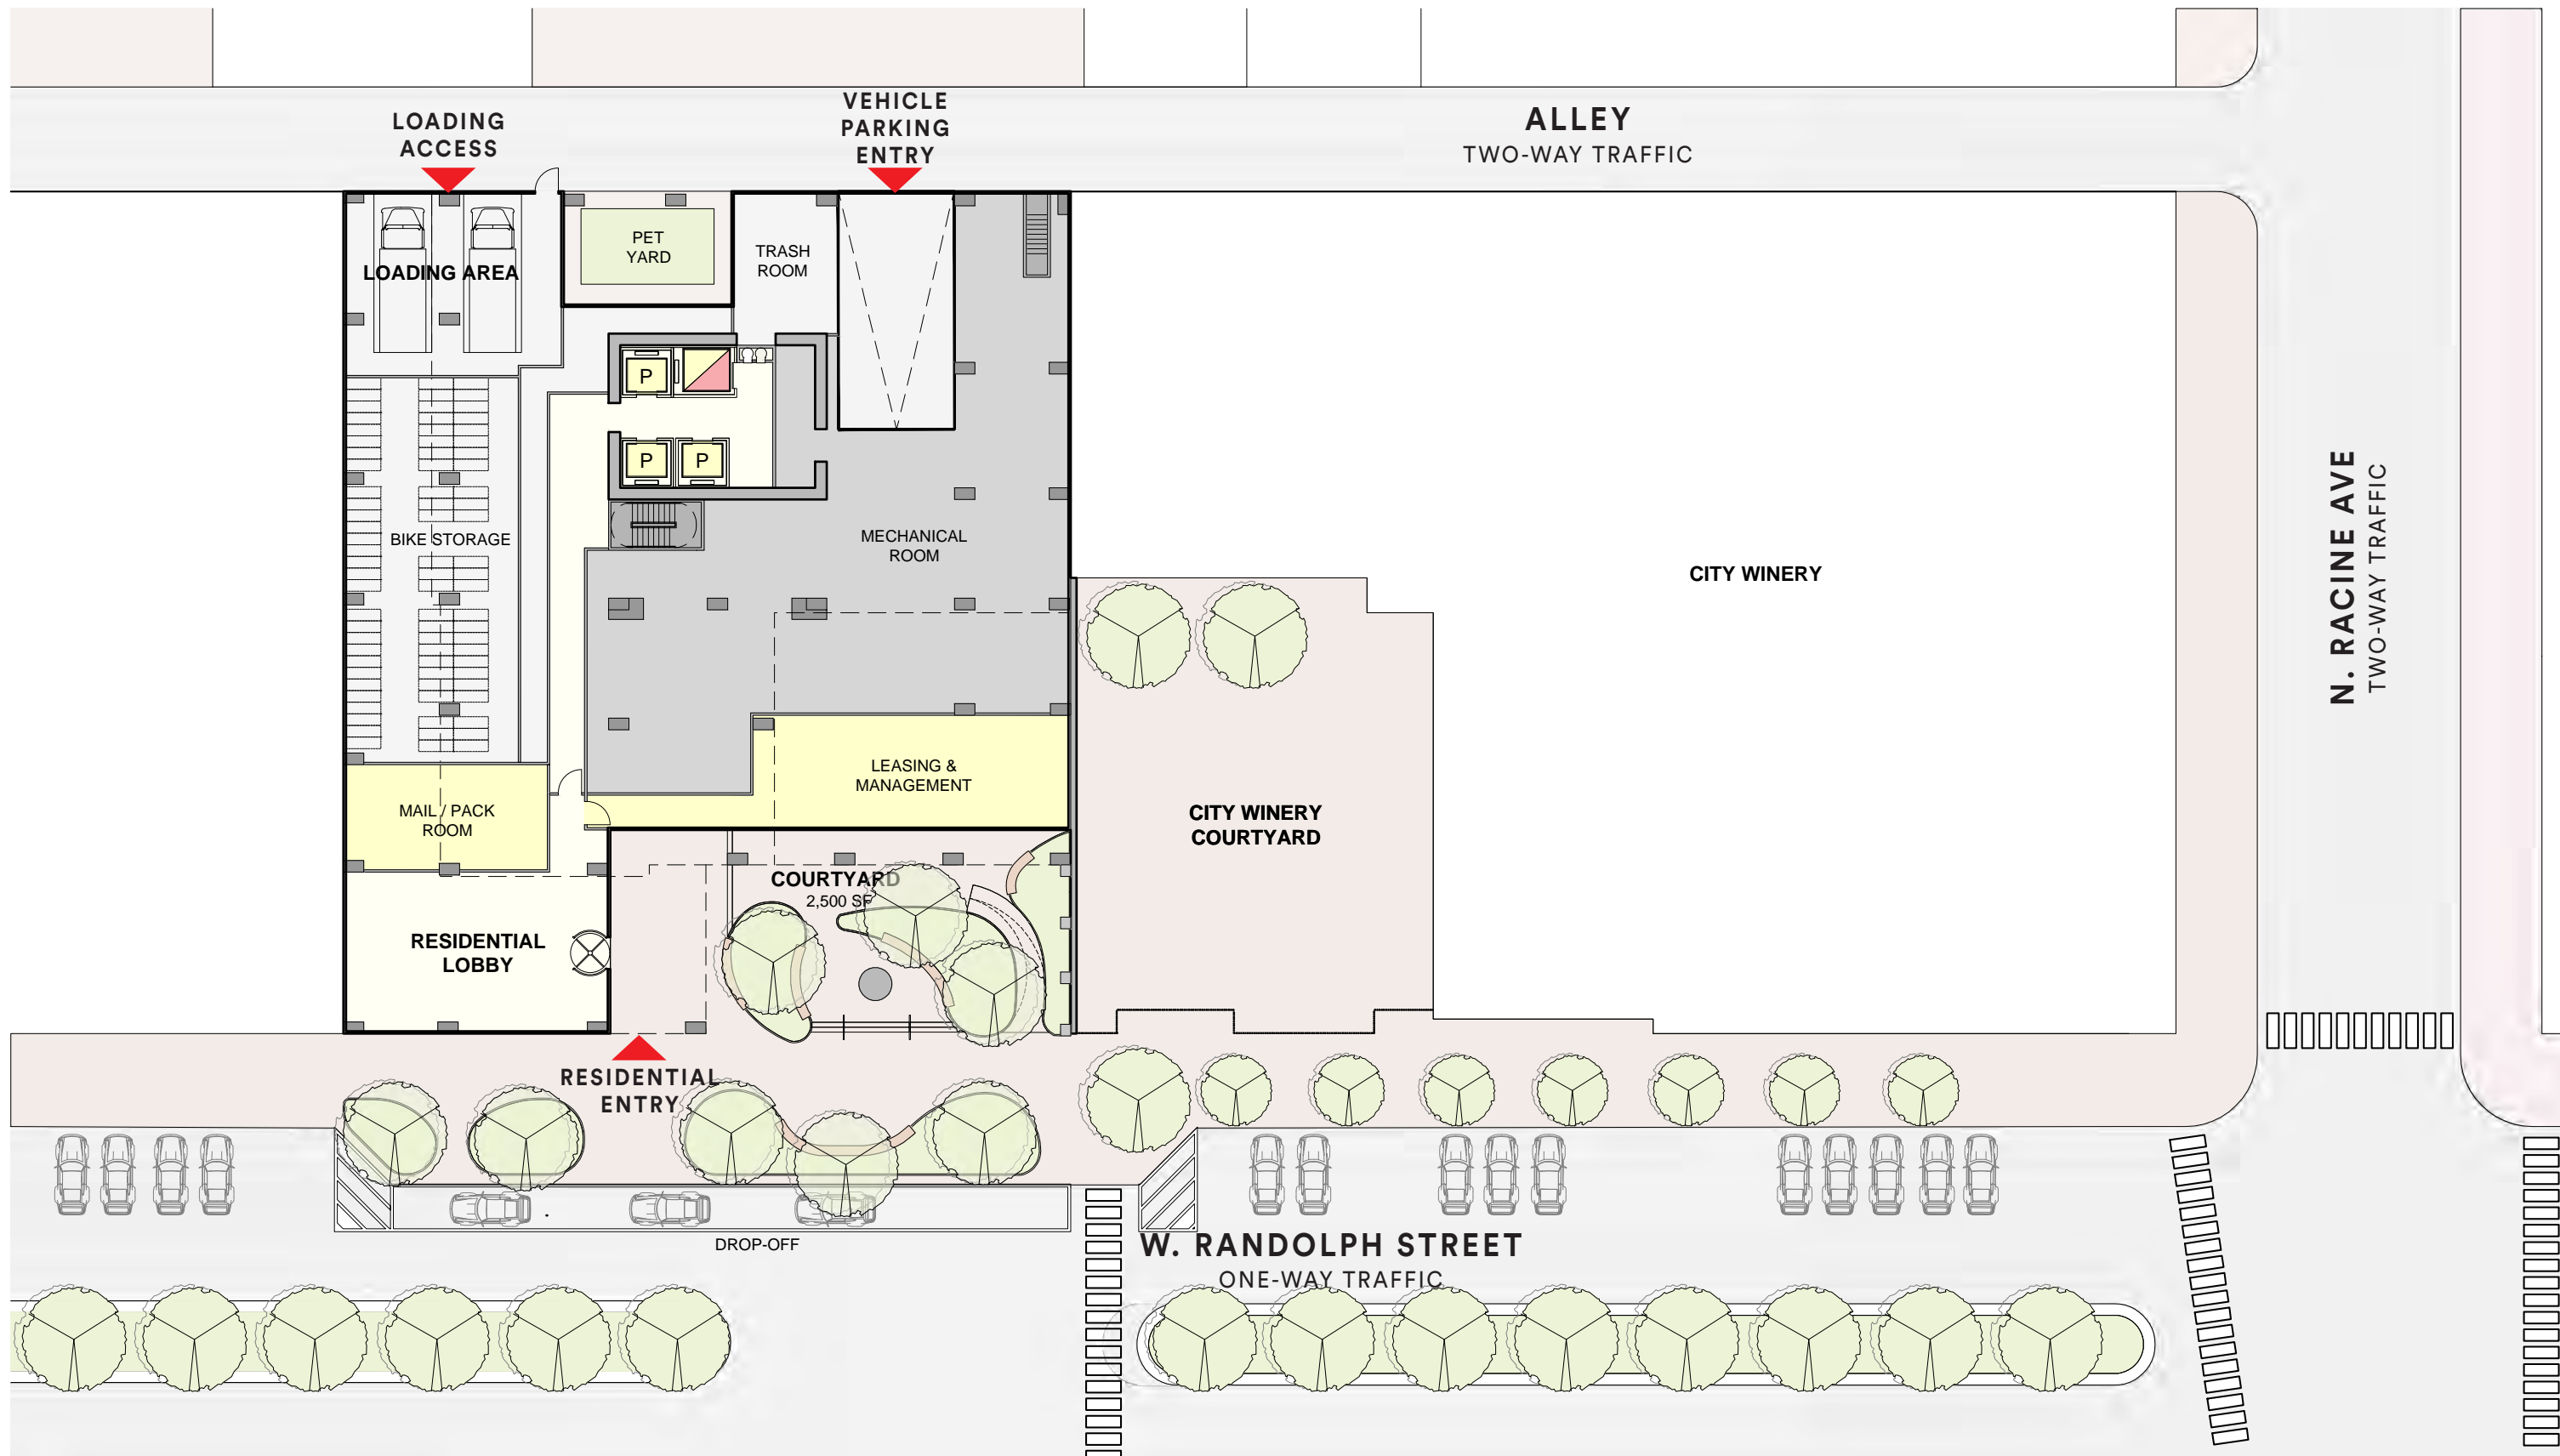 LOADING
ACCESS
VEHICLE
PARKING
ENTRY
ALLEY
TWO-WAY TRAFFIC
LOADING AREA
PET
YARD
TRASH
ROOM
P
P
P
BIKE STORAGE
MECHANICAL
ROOM
CITY WINERY
N. RACINE AVE
TWO-WAY TRAFFIC
LEASING &
MANAGEMENT
MAIL / PACK
ROOM
CITY WINERY
COURTYARD
COURTYARD
2,500 SF
RESIDENTIAL
LOBBY
RESIDENTIAL
ENTRY
DROP-OFF
W. RANDOLPH STREET
ONE-WAY TRAFFIC